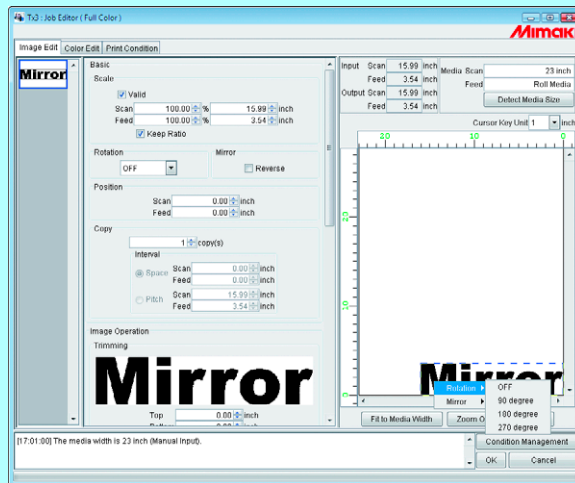 Tx3 : Job Editor ( Full Color )
Mimaki
Image Edit Color Edit Print Condition
Mirror
Basic
Scale
Valid
Scan 100.00 % 15.99 inch
Feed 100.00 % 3.54 inch
Keep Ratio
Rotation
OFF
Mirror
Reverse
Position
Scan 0.00 inch
Feed 0.00 inch
Copy
1 copy(s)
Interval
Space
Scan 0.00 inch
Feed 0.00 inch
Pitch
Scan 15.99 inch
Feed 3.54 inch
Image Operation
Trimming
Mirror
Top 0.00 inch
Input Scan 15.99 inch
Feed 3.54 inch
Output Scan 15.99 inch
Feed 3.54 inch
Media Scan 23 inch
Feed Roll Media
Detect Media Size
Cursor Key Unit 1 inch
20 10 0
20
10
0
Mirror
Rotation
Mirror
OFF
90 degree
180 degree
270 degree
Fit to Media Width
Zoom O
[17:01:00] The media width is 23 inch (Manual Input).
Condition Management
OK
Cancel